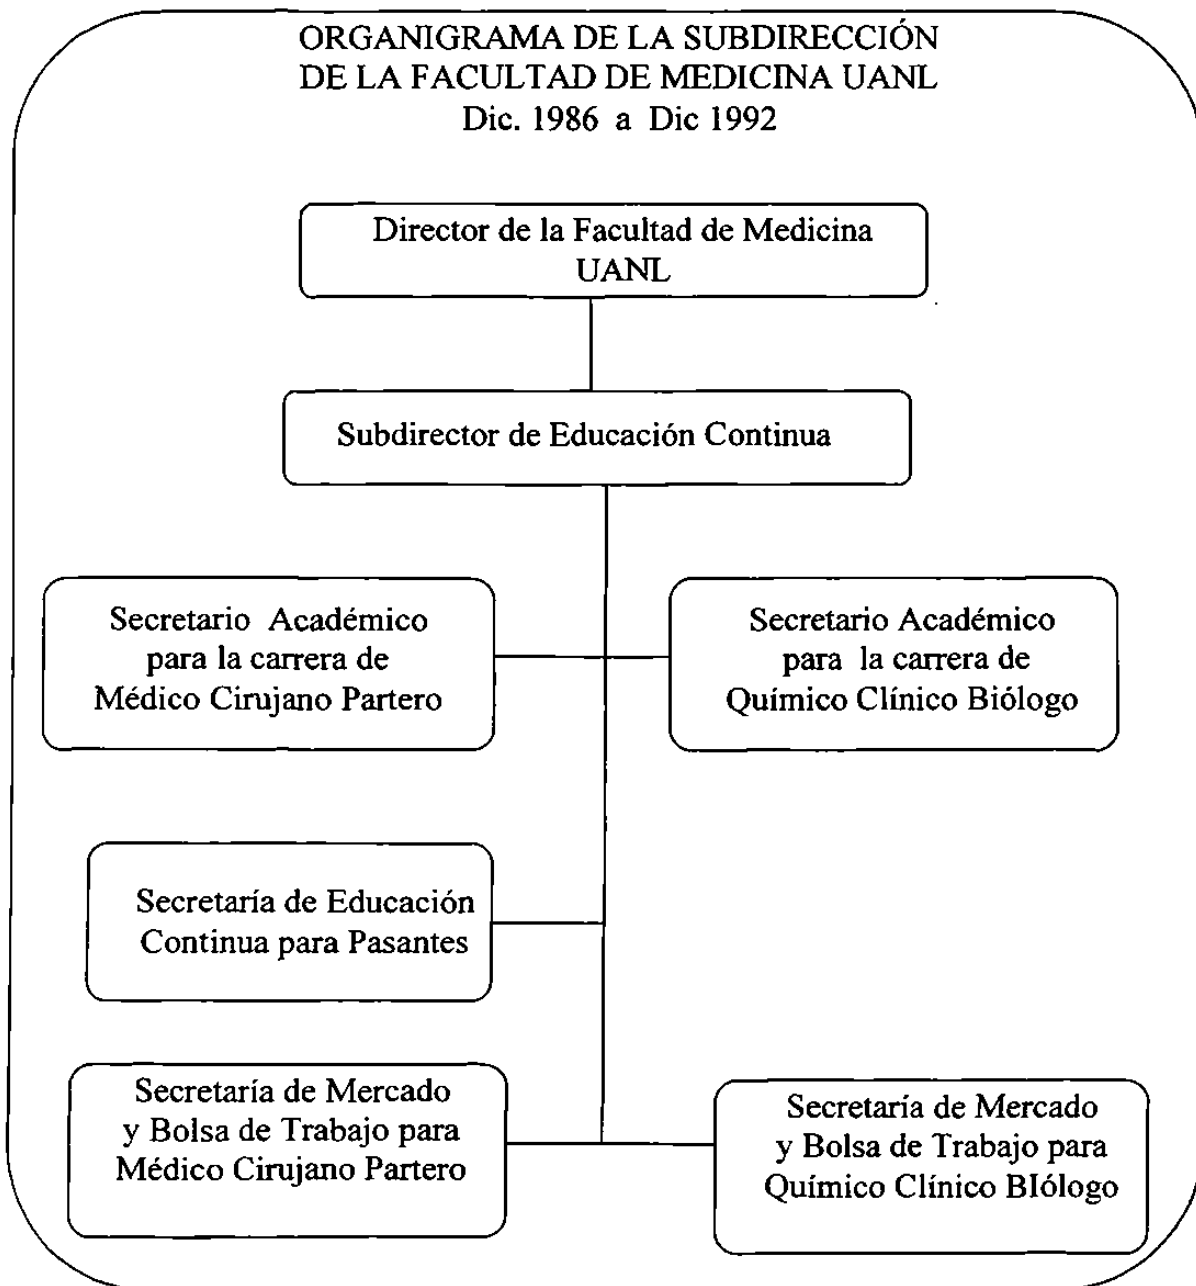 ORGANIGRAMA DE LA SUBDIRECCIÓN
DE LA FACULTAD DE MEDICINA UANL
Dic. 1986 a Dic 1992
Director de la Facultad de Medicina
UANL
Subdirector de Educación Continua
Secretario Académico
para la carrera de
Médico Cirujano Partero
Secretario Académico
para la carrera de
Químico Clínico Biólogo
Secretaría de Educación
Continua para Pasantes
Secretaría de Mercado
y Bolsa de Trabajo para
Médico Cirujano Partero
Secretaría de Mercado
y Bolsa de Trabajo para
Químico Clínico BIólogo